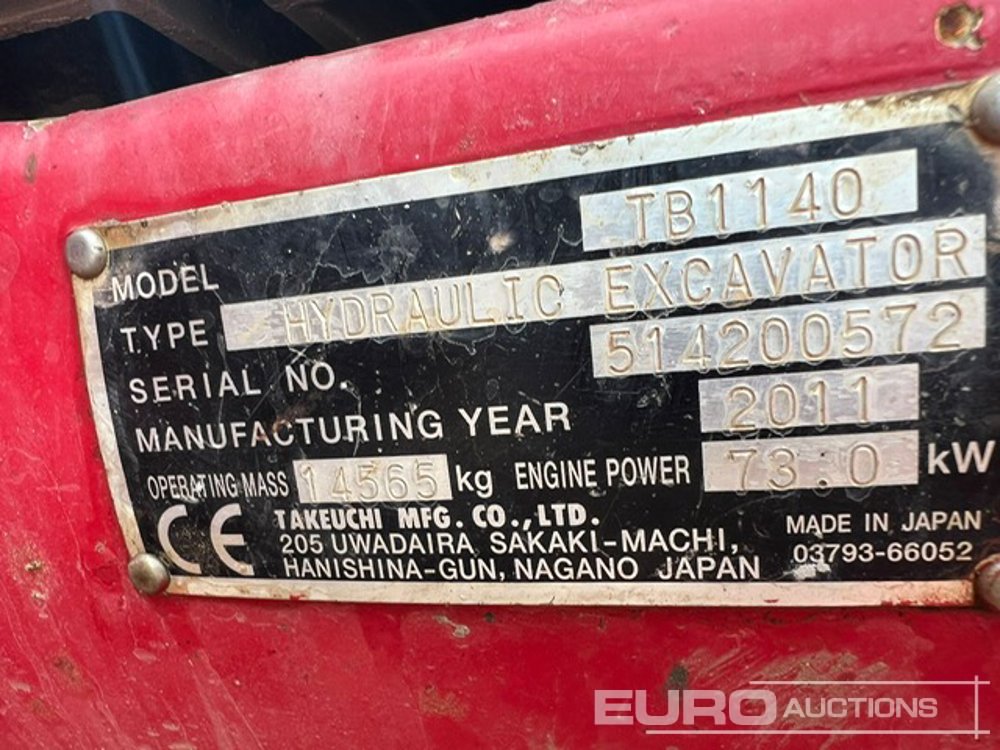 MODEL TB1140
TYPE HYDRAULIC EXCAVATOR
SERIAL NO. 514200572
MANUFACTURING YEAR 2011
OPERATING MASS 14565 kg ENGINE POWER 73.0 kW
CE TAKEUCHI MFG. CO., LTD.
205 UWADAIRA SAKAKI-MACHI, MADE IN JAPAN
HANISHINA-GUN, NAGANO JAPAN 03793-66052
EURO AUCTIONS